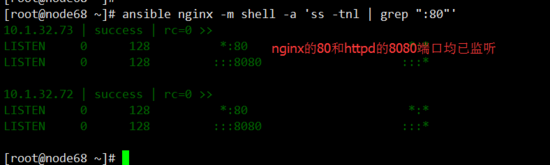 [root@node68 ~]# ansible nginx -m shell -a 'ss -tnl | grep ":80"'
10.1.32.73 | success | rc=0 >>
LISTEN 0 128 *:80 *:*
nginx的80和httpd的8080端口均已监听
LISTEN 0 128 :::8080 :::*
10.1.32.72 | success | rc=0 >>
LISTEN 0 128 *:80 *:*
LISTEN 0 128 :::8080 :::*
[root@node68 ~]#